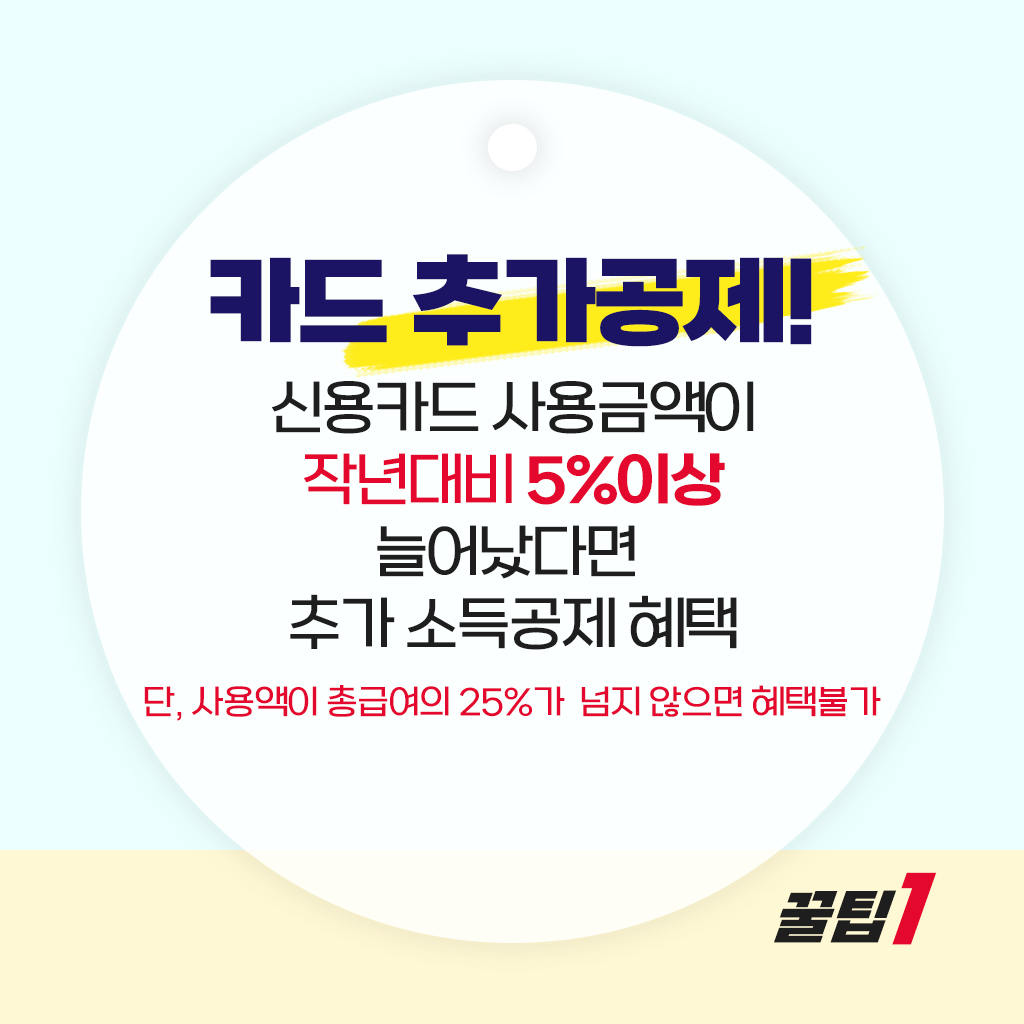 카드 추가공제!
신용카드 사용금액이
작년대비 5%이상
늘어났다면
추가 소득공제 혜택
단, 사용액이 총급여의 25%가 넘지 않으면 혜택불가
꿀팁1